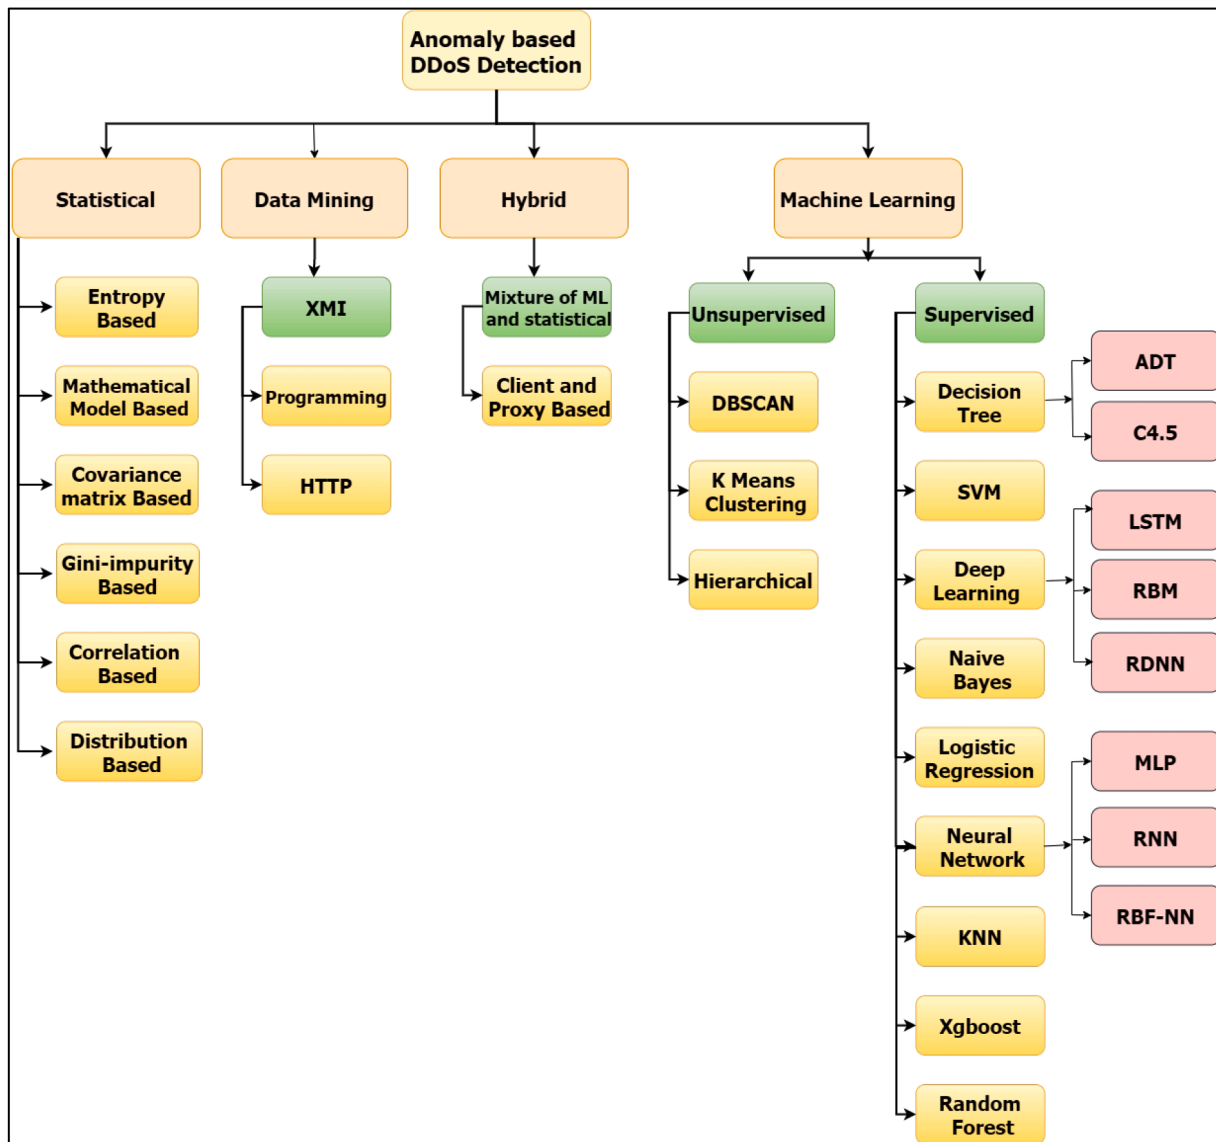 Anomaly based
DDoS Detection
Statistical
Data Mining
Hybrid
Machine Learning
Entropy
Based
Mathematical
Model Based
Covariance
matrix Based
Gini-impurity
Based
Correlation
Based
Distribution
Based
XMI
Programming
HTTP
Mixture of ML
and statistical
Client and
Proxy Based
Unsupervised
DBSCAN
K Means
Clustering
Hierarchical
Supervised
Decision
Tree
ADT
C4.5
SVM
Deep
Learning
LSTM
RBM
RDNN
Naive
Bayes
Logistic
Regression
Neural
Network
MLP
RNN
RBF-NN
KNN
Xgboost
Random
Forest